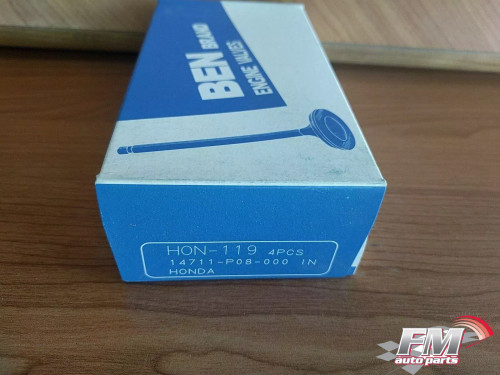 BEN BRAND
ENGINE VALVES
HON-119 4PCS
14711-P08-000 IN
HONDA
FM
auto parts